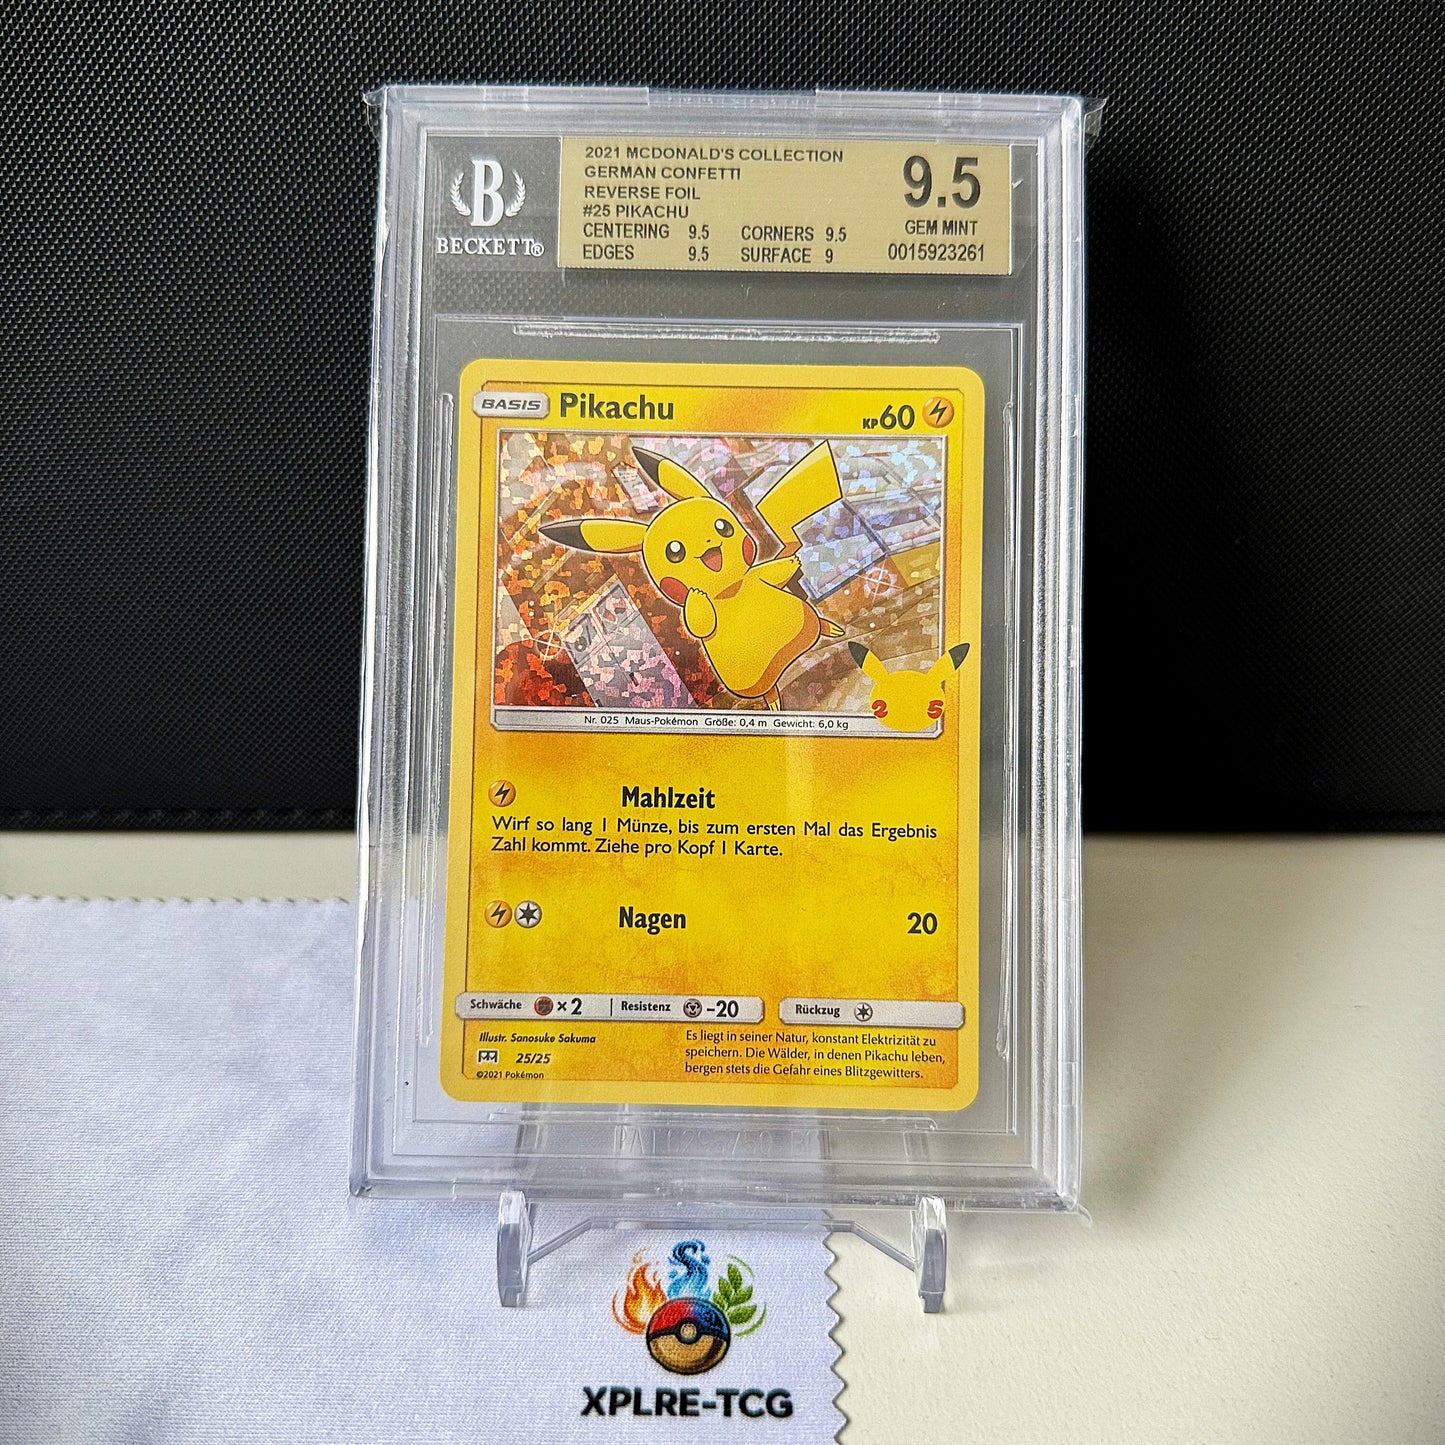 B
BECKETT®
2021 MCDONALD'S COLLECTION
GERMAN CONFETTI
REVERSE FOIL
#25 PIKACHU
CENTERING 9.5 CORNERS 9.5
EDGES 9.5 SURFACE 9
9.5
GEM MINT
0015923261
BASIS Pikachu KP60
25
Nr. 025 Maus-Pokémon Größe: 0,4 m Gewicht: 6,0 kg
Mahlzeit
Wirf so lang 1 Münze, bis zum ersten Mal das Ergebnis
Zahl kommt. Ziehe pro Kopf 1 Karte.
Nagen 20
Schwäche ×2 Resistenz -20 Rückzug
Illustr. Sanosuke Sakuma
25/25
©2021 Pokémon
Es liegt in seiner Natur, konstant Elektrizität zu
speichern. Die Wälder, in denen Pikachu leben,
bergen stets die Gefahr eines Blitzgewitters.
XPLRE-TCG